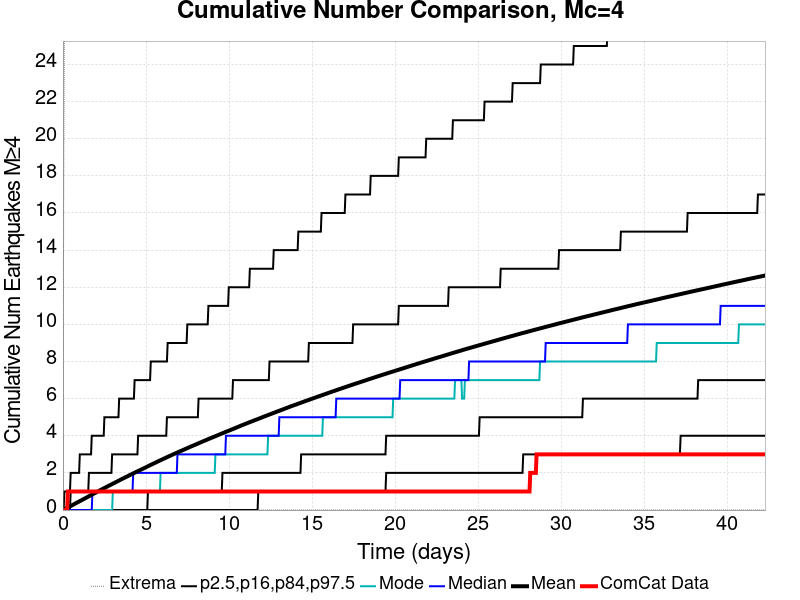 Cumulative Number Comparison, Mc=4
Cumulative Num Earthquakes M≥4
24
22
20
18
16
14
12
10
8
6
4
2
0
0 5 10 15 20 25 30 35 40
Time (days)
Extrema p2.5,p16,p84,p97.5 Mode Median Mean ComCat Data